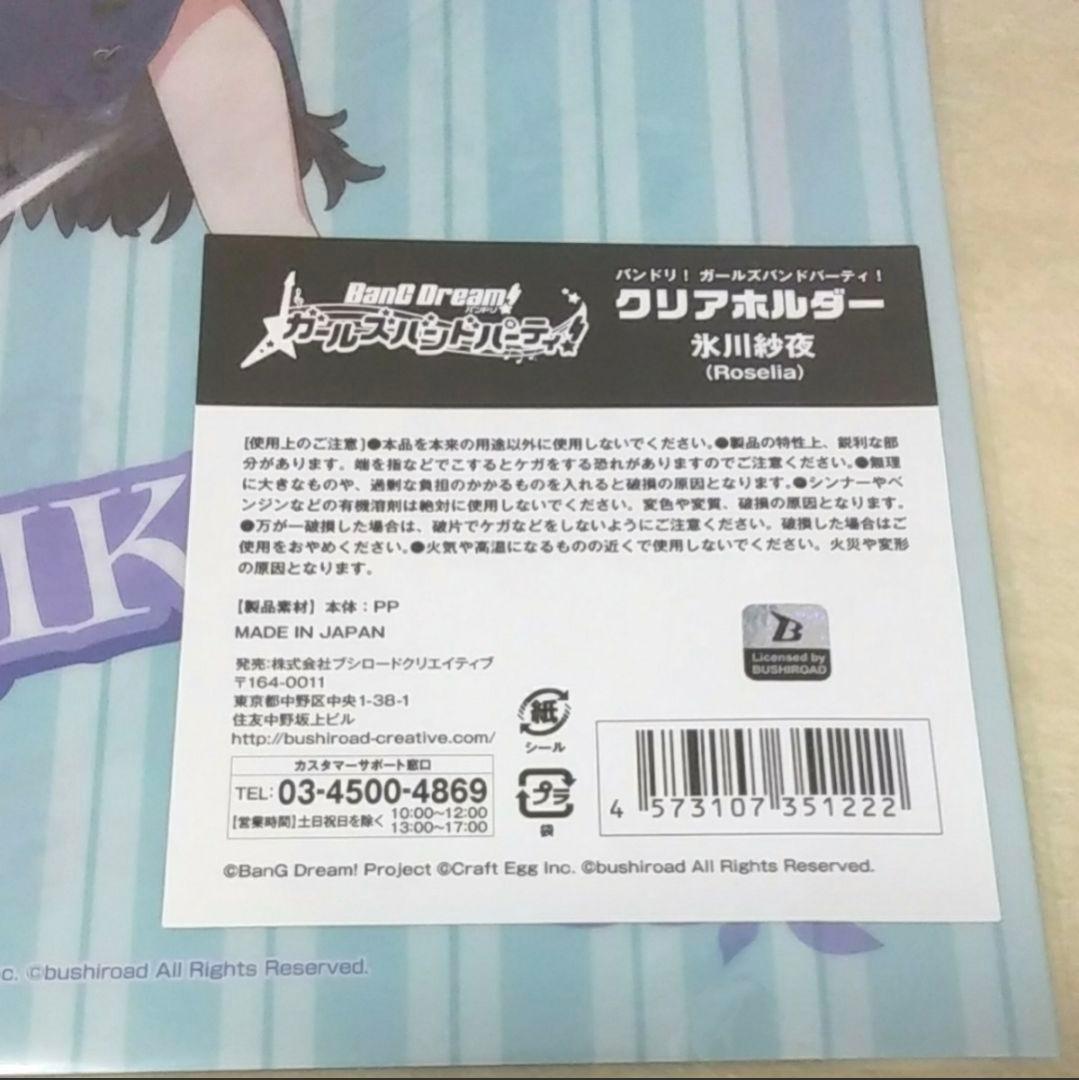 BanG Dream!
バンドリ!
ガールズバンドパーティ!
バンドリ! ガールズバンドパーティ!
クリアホルダー
氷川紗夜
(Roselia)
[使用上のご注意]●本品を本来の用途以外に使用しないでください。●製品の特性上、鋭利な部
分があります。端を指などでこするとケガをする恐れがありますのでご注意ください。●無理
に大きなものや、過剰な負担のかかるものを入れると破損の原因となります。●シンナーやベ
ンジンなどの有機溶剤は絶対に使用しないでください。変色や変質、破損の原因となります。
●万が一破損した場合は、破片でケガなどをしないようにご注意ください。破損した場合はご
使用をおやめください。●火気や高温になるものの近くで使用しないでください。火災や変形
の原因となります。
【製品素材】本体:PP
MADE IN JAPAN
発売:株式会社ブシロードクリエイティブ
〒164-0011
東京都中野区中央1-38-1
住友中野坂上ビル
http://bushiroad-creative.com/
カスタマーサポート窓口
TEL: 03-4500-4869
【営業時間】土日祝日を除く 10:00~12:00
13:00~17:00
紙
シール
プラ
袋
B
Licensed by
BUSHIROAD
4 573107 351222
©BanG Dream! Project ©Craft Egg Inc. ©bushiroad All Rights Reserved.
IK
c. ©bushiroad All Rights Reserved.